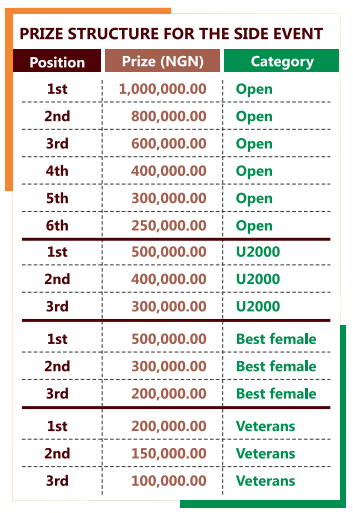 PRIZE STRUCTURE FOR THE SIDE EVENT
Position Prize (NGN) Category
1st 1,000,000.00 Open
2nd 800,000.00 Open
3rd 600,000.00 Open
4th 400,000.00 Open
5th 300,000.00 Open
6th 250,000.00 Open
1st 500,000.00 U2000
2nd 400,000.00 U2000
3rd 300,000.00 U2000
1st 500,000.00 Best female
2nd 300,000.00 Best female
3rd 200,000.00 Best female
1st 200,000.00 Veterans
2nd 150,000.00 Veterans
3rd 100,000.00 Veterans